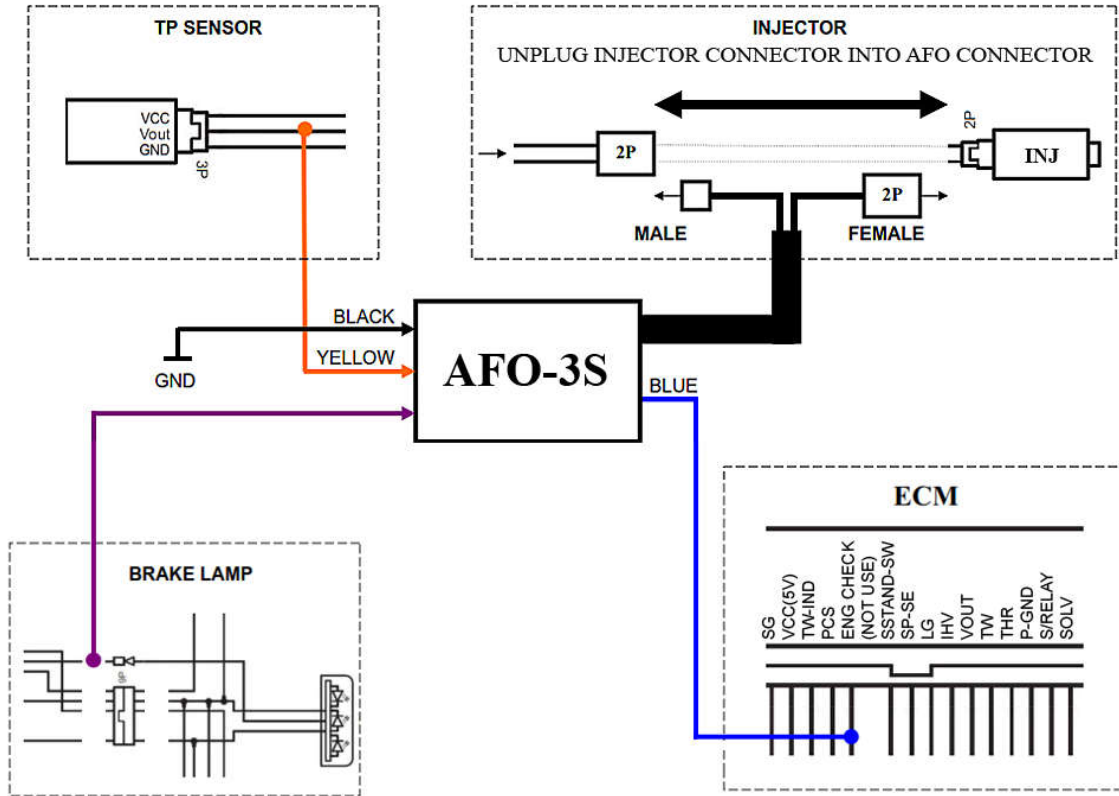 TP SENSOR
VCC
Vout
GND
3P
INJECTOR
UNPLUG INJECTOR CONNECTOR INTO AFO CONNECTOR
2P
2P
INJ
2P
MALE
FEMALE
BLACK
GND
YELLOW
AFO-3S
BLUE
BRAKE LAMP
9P
ECM
SG
VCC(5V)
TW-IND
PCS
ENG CHECK
(NOT USE)
SSTAND-SW
SP-SE
LG
IHV
VOUT
TW
THR
P-GND
S/RELAY
SOLV